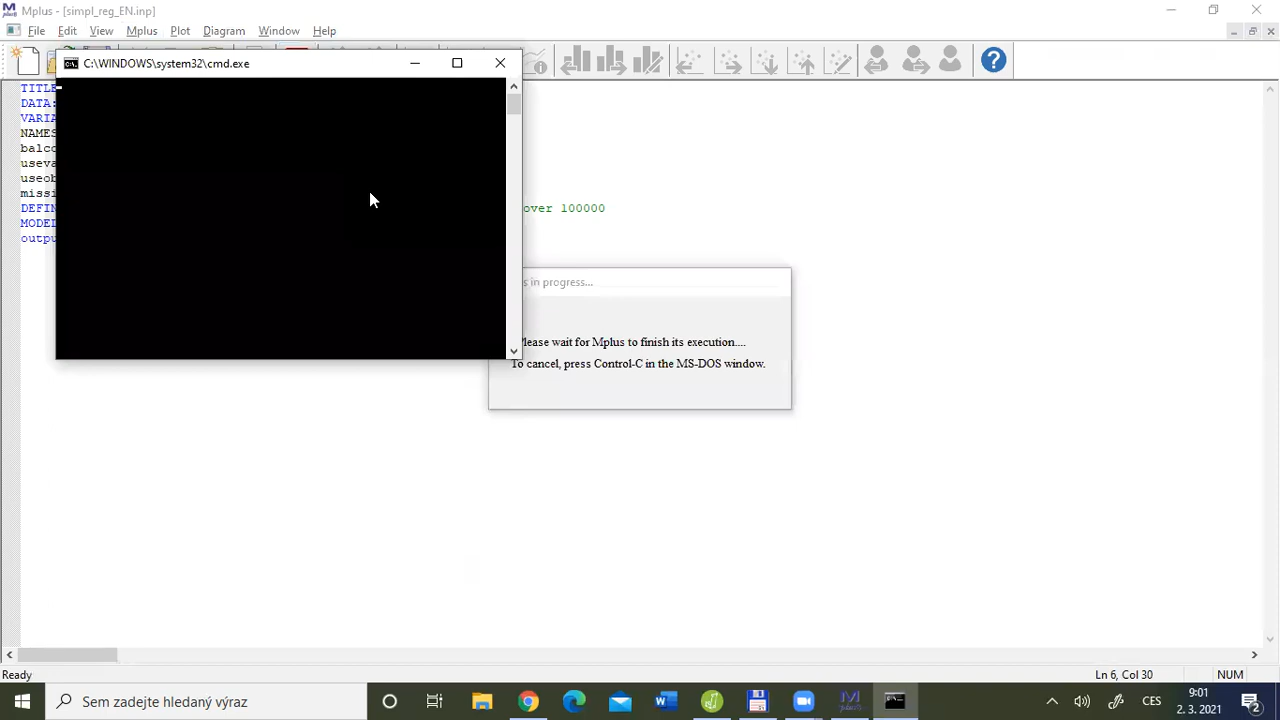 Mplus - [simpl_reg_EN.inp]
File Edit View Mplus Plot Diagram Window Help
C:\WINDOWS\system32\cmd.exe
TITLE
DATA:
VARIA
NAMES
balco
useva
useob
missi
DEFIN over 100000
MODEL
outpu
s in progress...
Please wait for Mplus to finish its execution....
To cancel, press Control-C in the MS-DOS window.
Ready Ln 6, Col 30 NUM
Sem zadejte hledaný výraz
CES
9:01
2. 3. 2021
2